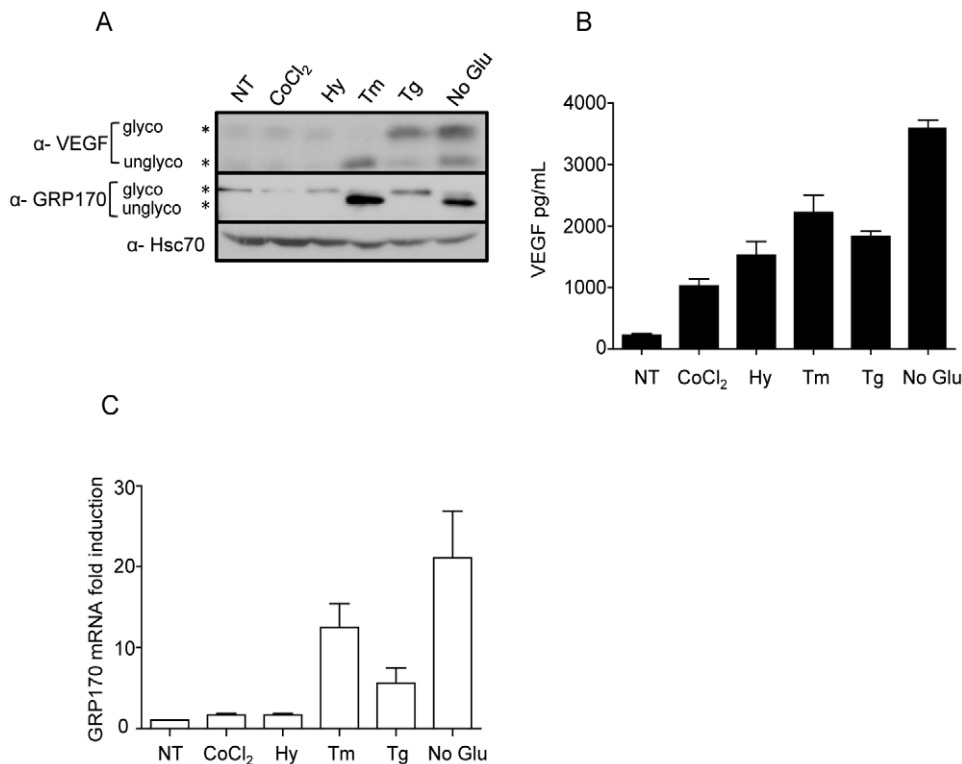 A
NT CoCl₂ Hy Tm Tg No Glu
α- VEGF glyco *
unglyco *
α- GRP170 glyco *
unglyco *
α- Hsc70
B
VEGF pg/mL
4000
3000
2000
1000
0
NT CoCl₂ Hy Tm Tg No Glu
C
GRP170 mRNA fold induction
30
20
10
0
NT CoCl₂ Hy Tm Tg No Glu